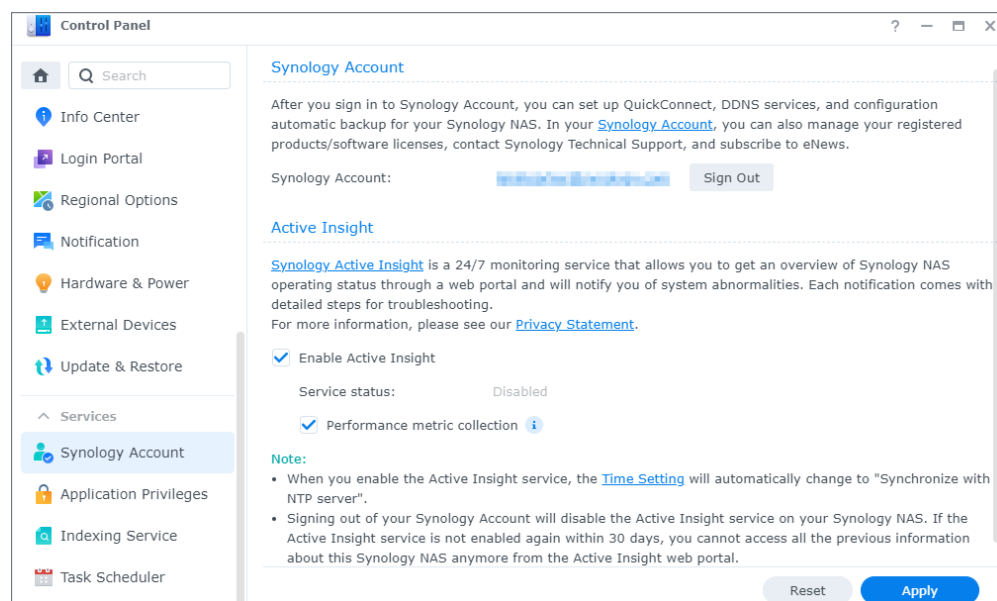 Control Panel
?
Search
Info Center
Login Portal
Regional Options
Notification
Hardware & Power
External Devices
Update & Restore
Services
Synology Account
Application Privileges
Indexing Service
Task Scheduler
Synology Account
After you sign in to Synology Account, you can set up QuickConnect, DDNS services, and configuration
automatic backup for your Synology NAS. In your Synology Account, you can also manage your registered
products/software licenses, contact Synology Technical Support, and subscribe to eNews.
Synology Account:
Sign Out
Active Insight
Synology Active Insight is a 24/7 monitoring service that allows you to get an overview of Synology NAS
operating status through a web portal and will notify you of system abnormalities. Each notification comes with
detailed steps for troubleshooting.
For more information, please see our Privacy Statement.
Enable Active Insight
Service status: Disabled
Performance metric collection i
Note:
• When you enable the Active Insight service, the Time Setting will automatically change to "Synchronize with
NTP server".
• Signing out of your Synology Account will disable the Active Insight service on your Synology NAS. If the
Active Insight service is not enabled again within 30 days, you cannot access all the previous information
about this Synology NAS anymore from the Active Insight web portal.
Reset
Apply